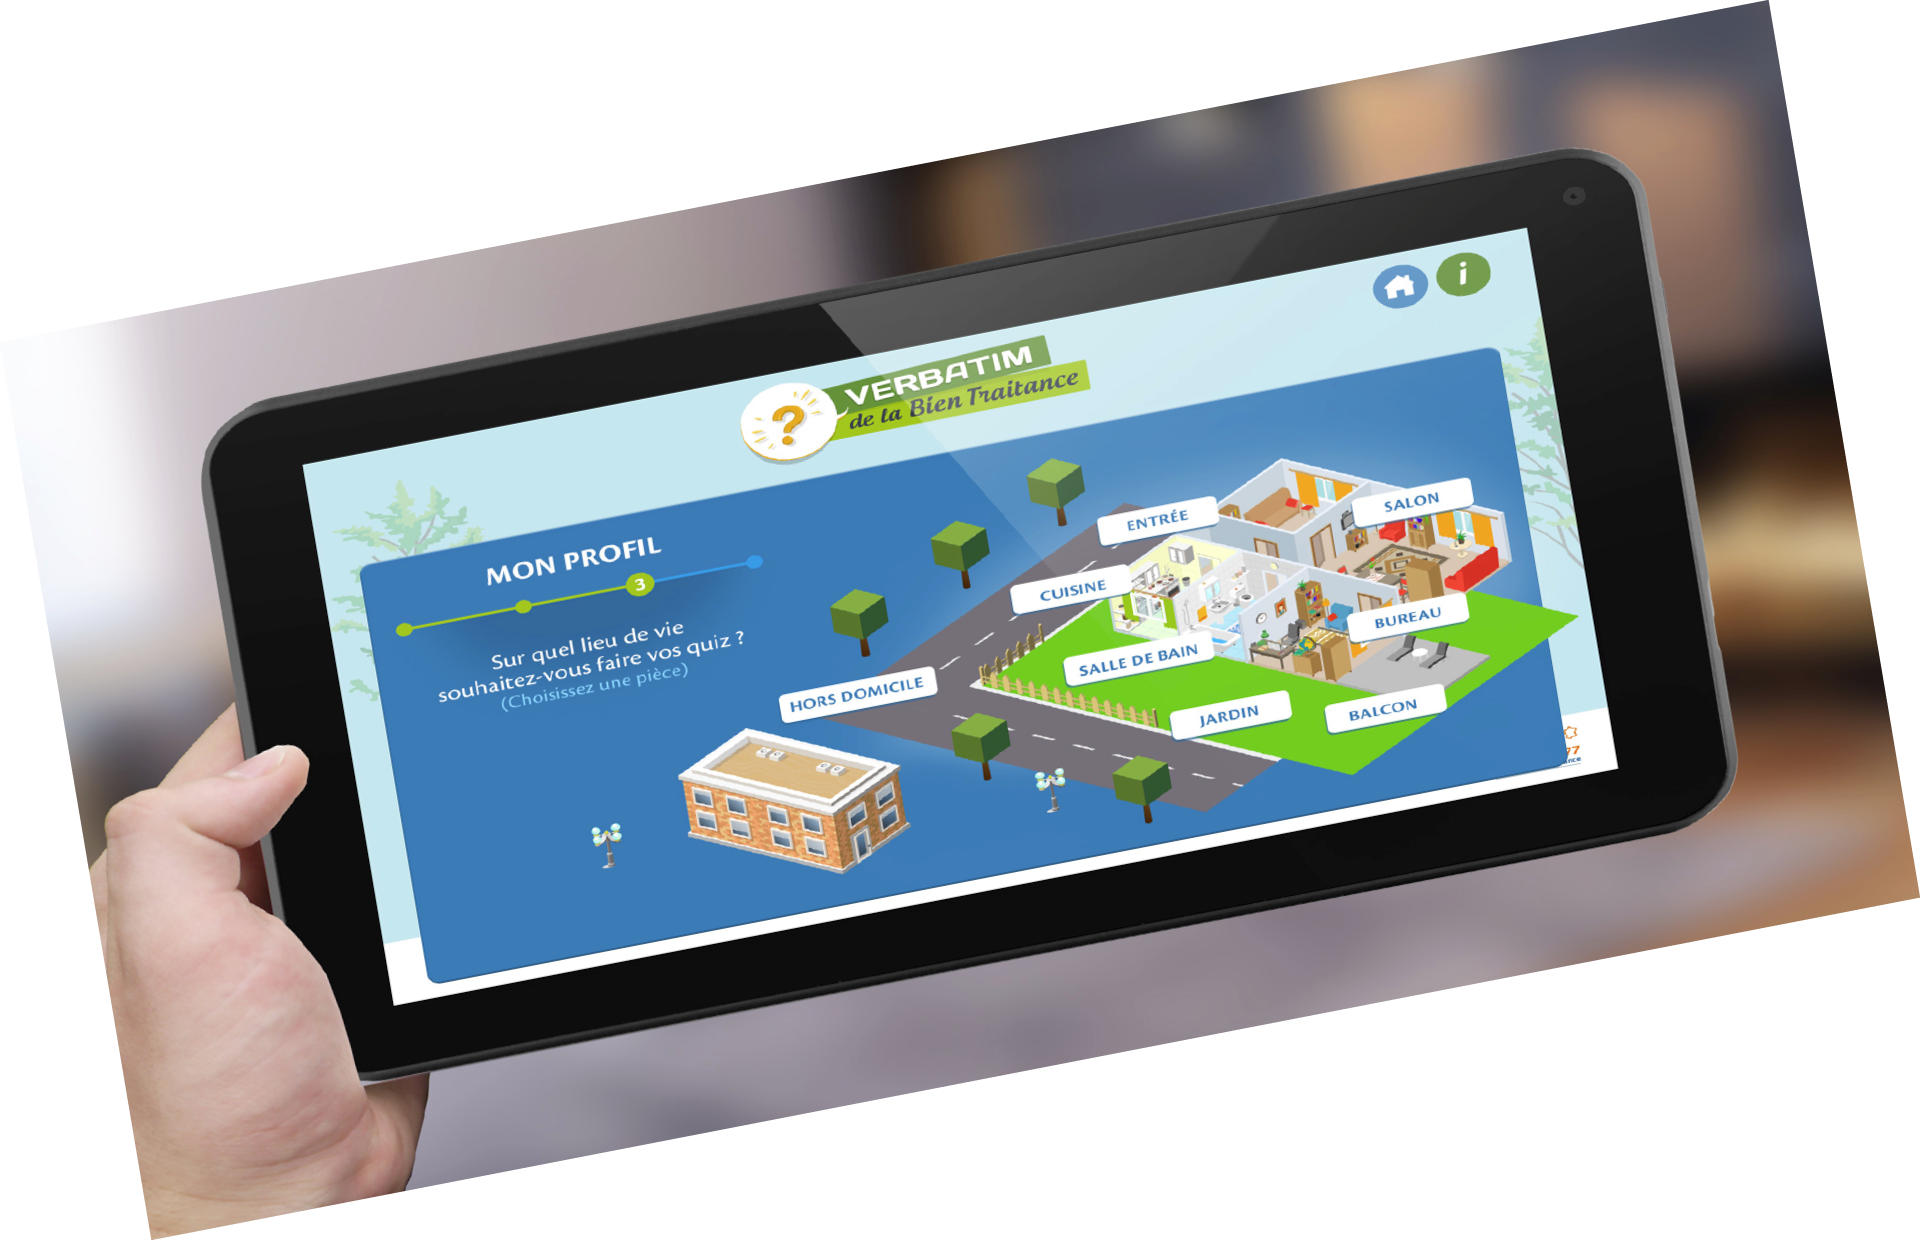 i
VERBATIM
de la Bien Traitance
MON PROFIL
3
Sur quel lieu de vie
souhaitez-vous faire vos quiz ?
(Choisissez une pièce)
ENTRÉE
SALON
CUISINE
BUREAU
SALLE DE BAIN
HORS DOMICILE
JARDIN
BALCON
77